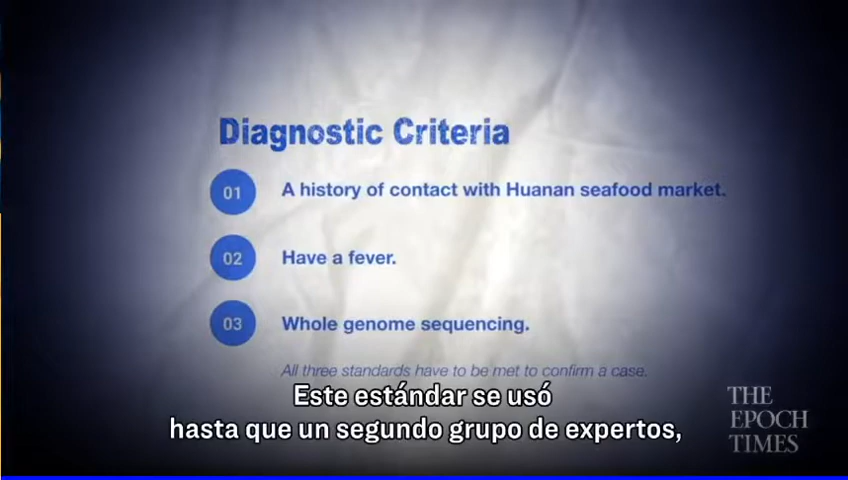 Diagnostic Criteria
01 A history of contact with Huanan seafood market.
02 Have a fever.
03 Whole genome sequencing.
All three standards have to be met to confirm a case.
Este estándar se usó
hasta que un segundo grupo de expertos,
THE
EPOCH
TIMES